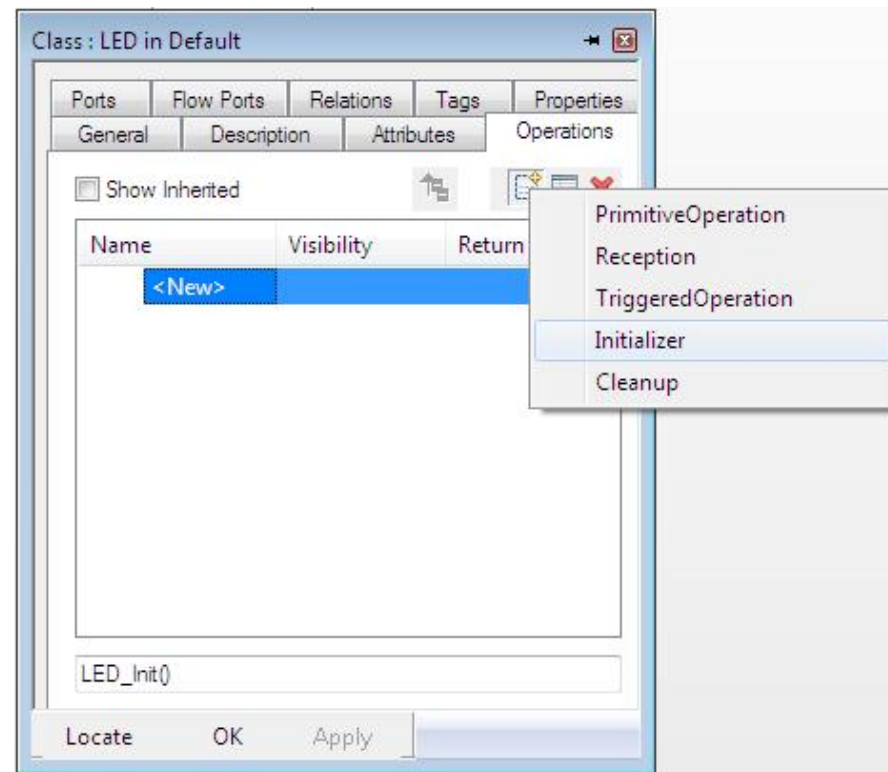 Class : LED in Default
Ports Flow Ports Relations Tags Properties
General Description Attributes Operations
Show Inherited
Name Visibility Return
<New>
PrimitiveOperation
Reception
TriggeredOperation
Initializer
Cleanup
LED_Init()
Locate OK Apply